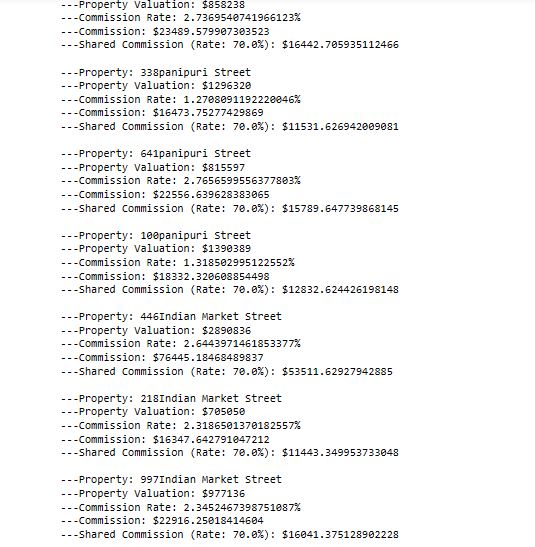 ---Property Valuation: $858238
---Commission Rate: 2.7369540741966123%
---Commission: $23489.579907303523
---Shared Commission (Rate: 70.0%): $16442.705935112466
---Property: 338panipuri Street
---Property Valuation: $1296320
---Commission Rate: 1.2708091192220046%
---Commission: $16473.75277429869
---Shared Commission (Rate: 70.0%): $11531.626942009081
---Property: 641panipuri Street
---Property Valuation: $815597
---Commission Rate: 2.7656599556377803%
---Commission: $22556.639628383065
---Shared Commission (Rate: 70.0%): $15789.647739868145
---Property: 100panipuri Street
---Property Valuation: $1390389
---Commission Rate: 1.318502995122552%
---Commission: $18332.320608854498
---Shared Commission (Rate: 70.0%): $12832.624426198148
---Property: 446Indian Market Street
---Property Valuation: $2890836
---Commission Rate: 2.6443971461853377%
---Commission: $76445.18468489837
---Shared Commission (Rate: 70.0%): $53511.62927942885
---Property: 218Indian Market Street
---Property Valuation: $705050
---Commission Rate: 2.3186501370182557%
---Commission: $16347.642791047212
---Shared Commission (Rate: 70.0%): $11443.349953733048
---Property: 997Indian Market Street
---Property Valuation: $977136
---Commission Rate: 2.3452467398751087%
---Commission: $22916.25018414604
---Shared Commission (Rate: 70.0%): $16041.375128902228